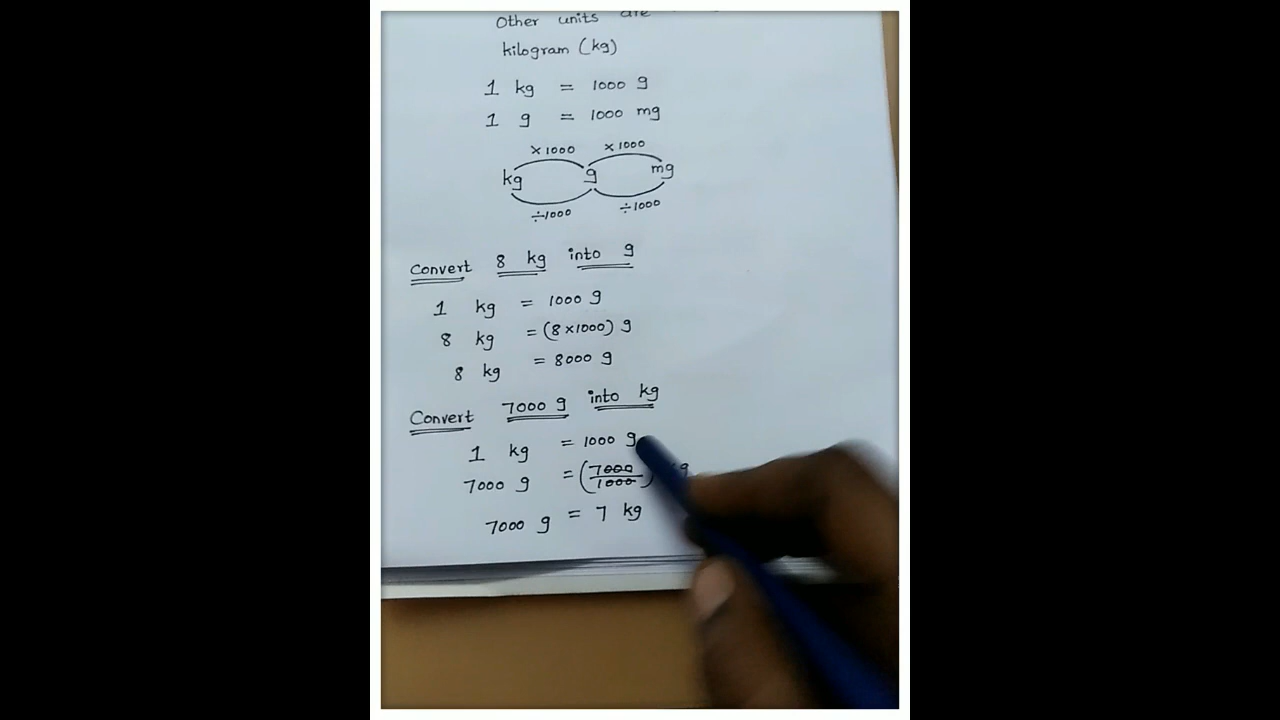 Other units are
kilogram (kg)
1 kg = 1000 g
1 g = 1000 mg
×1000 ×1000
kg g mg
÷1000 ÷1000
Convert 8 kg into g
1 kg = 1000 g
8 kg = (8×1000) g
8 kg = 8000 g
Convert 7000 g into kg
1 kg = 1000 g
7000 g = (7000/1000) kg
7000 g = 7 kg